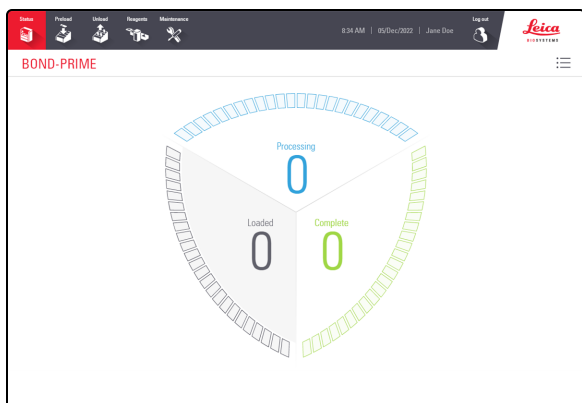 Status Preload Unload Reagents Maintenance Log out
8:34 AM | 05/Dec/2022 | Jane Doe
Leica
BIOSYSTEMS
BOND-PRIME
Processing
0
Loaded Complete
0 0